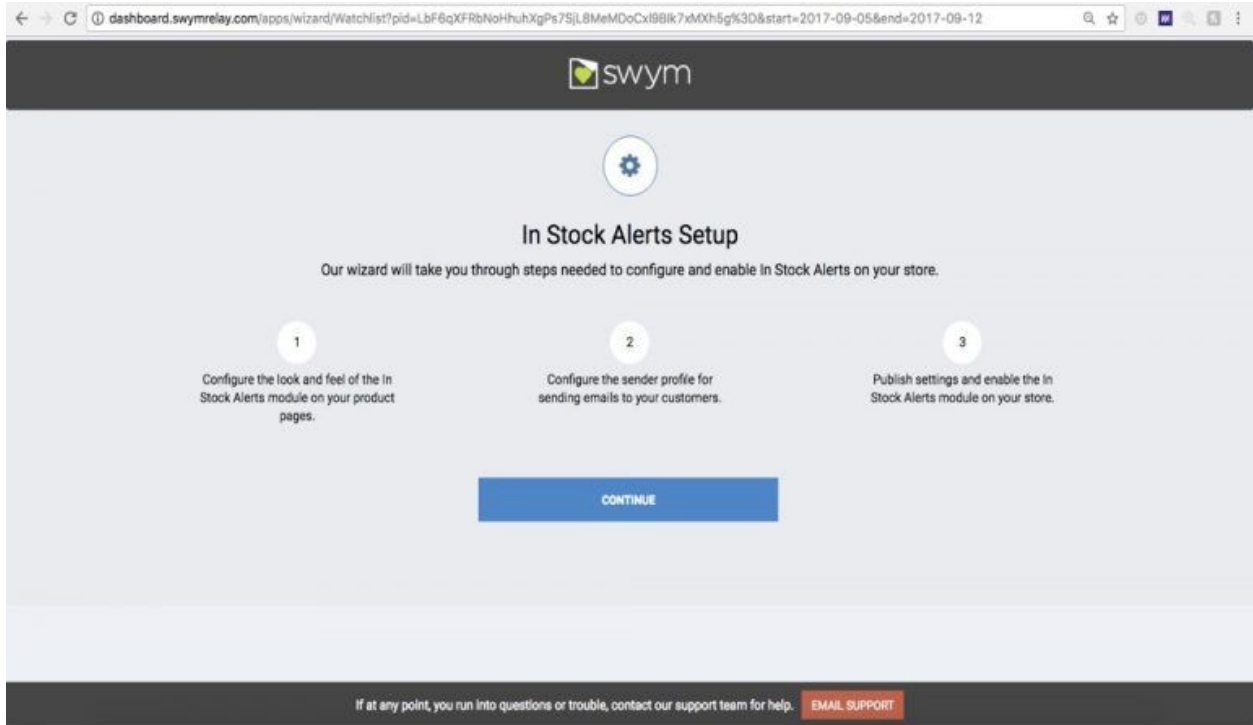 dashboard.swymrelay.com/apps/wizard/Watchlist?pid=LbF6qXFRbNoHhuhXgPs7SjL8MeMDoCxI9BIk7xMXh5g%3D&start=2017-09-05&end=2017-09-12
swym
In Stock Alerts Setup
Our wizard will take you through steps needed to configure and enable In Stock Alerts on your store.
1
Configure the look and feel of the In
Stock Alerts module on your product
pages.
2
Configure the sender profile for
sending emails to your customers.
3
Publish settings and enable the In
Stock Alerts module on your store.
CONTINUE
If at any point, you run into questions or trouble, contact our support team for help. EMAIL SUPPORT